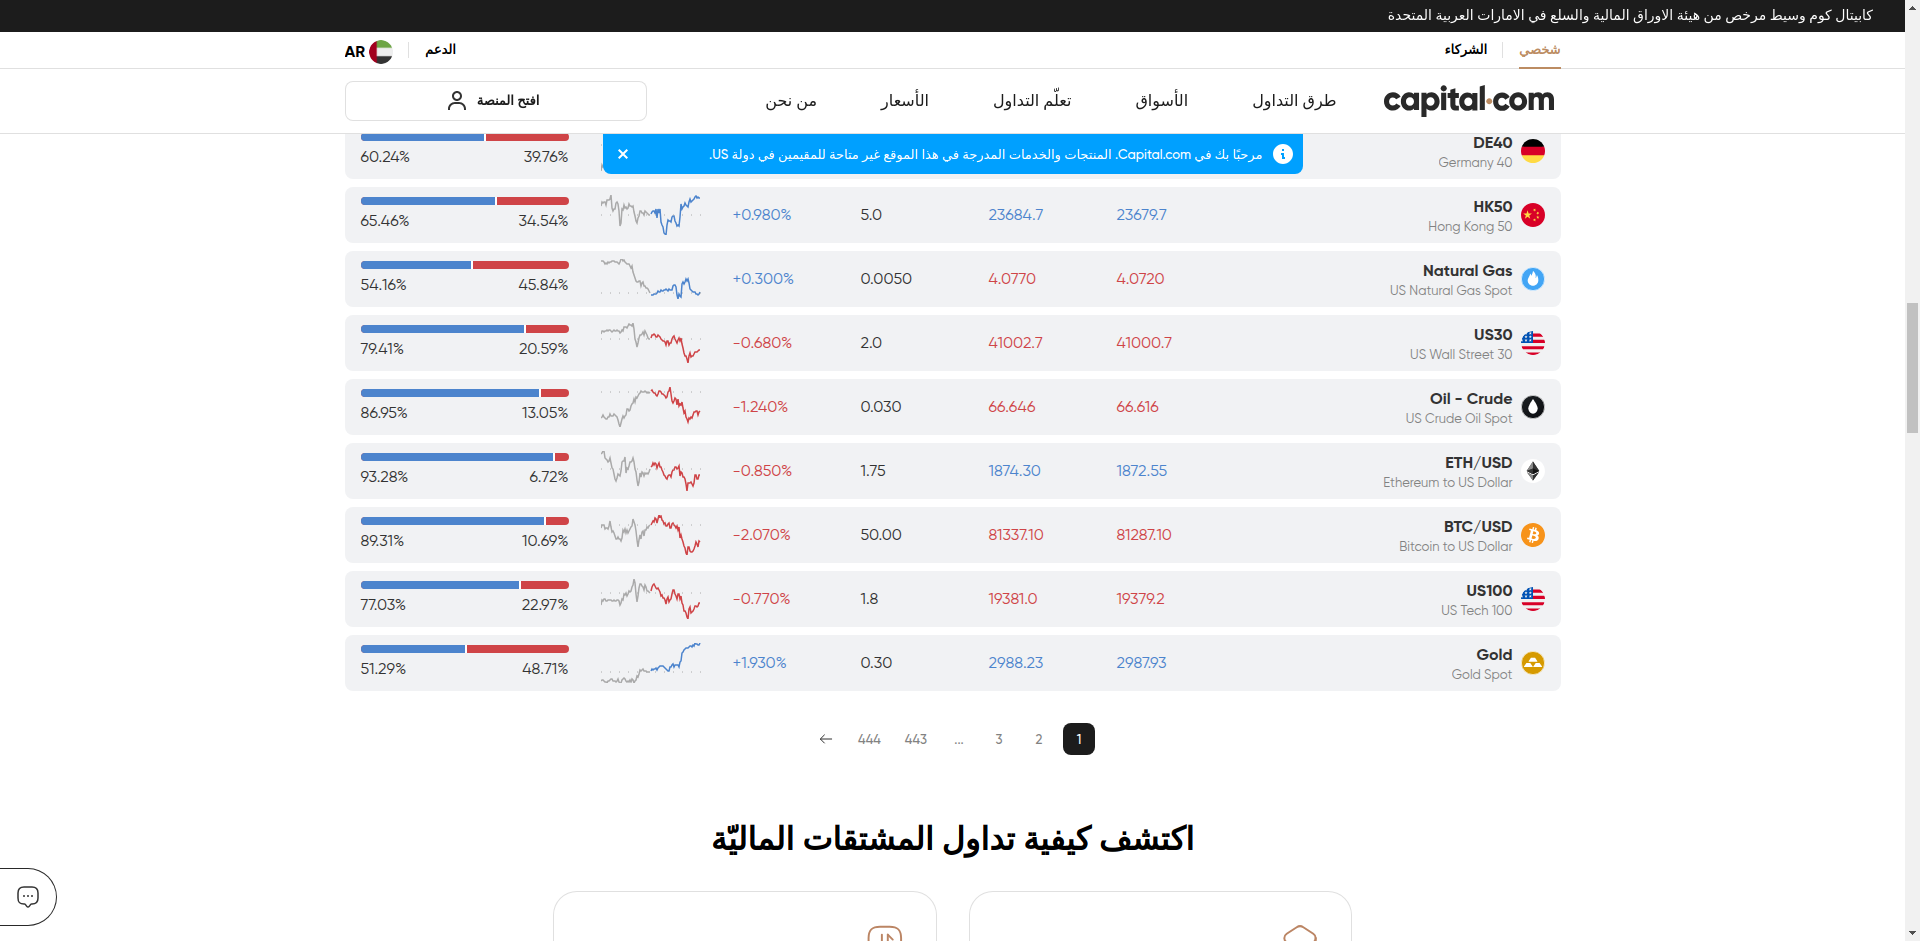 كابيتال كوم وسيط مرخص من هيئة الاوراق المالية والسلع في الامارات العربية المتحدة
شخصي
الشركاء
الدعم
AR
capital.com
طرق التداول
الأسواق
تعلّم التداول
الأسعار
من نحن
افتح المنصة
مرحبًا بك في Capital.com. المنتجات والخدمات المدرجة في هذا الموقع غير متاحة للمقيمين في دولة US.
DE40
Germany 40
39.76%
60.24%
HK50
Hong Kong 50
23679.7
23684.7
5.0
+0.980%
34.54%
65.46%
Natural Gas
US Natural Gas Spot
4.0720
4.0770
0.0050
+0.300%
45.84%
54.16%
US30
US Wall Street 30
41000.7
41002.7
2.0
-0.680%
20.59%
79.41%
Oil - Crude
US Crude Oil Spot
66.616
66.646
0.030
-1.240%
13.05%
86.95%
ETH/USD
Ethereum to US Dollar
1872.55
1874.30
1.75
-0.850%
6.72%
93.28%
BTC/USD
Bitcoin to US Dollar
81287.10
81337.10
50.00
-2.070%
10.69%
89.31%
US100
US Tech 100
19379.2
19381.0
1.8
-0.770%
22.97%
77.03%
Gold
Gold Spot
2987.93
2988.23
0.30
+1.930%
48.71%
51.29%
1
2
3
...
443
444
اكتشف كيفية تداول المشتقات الماليّة